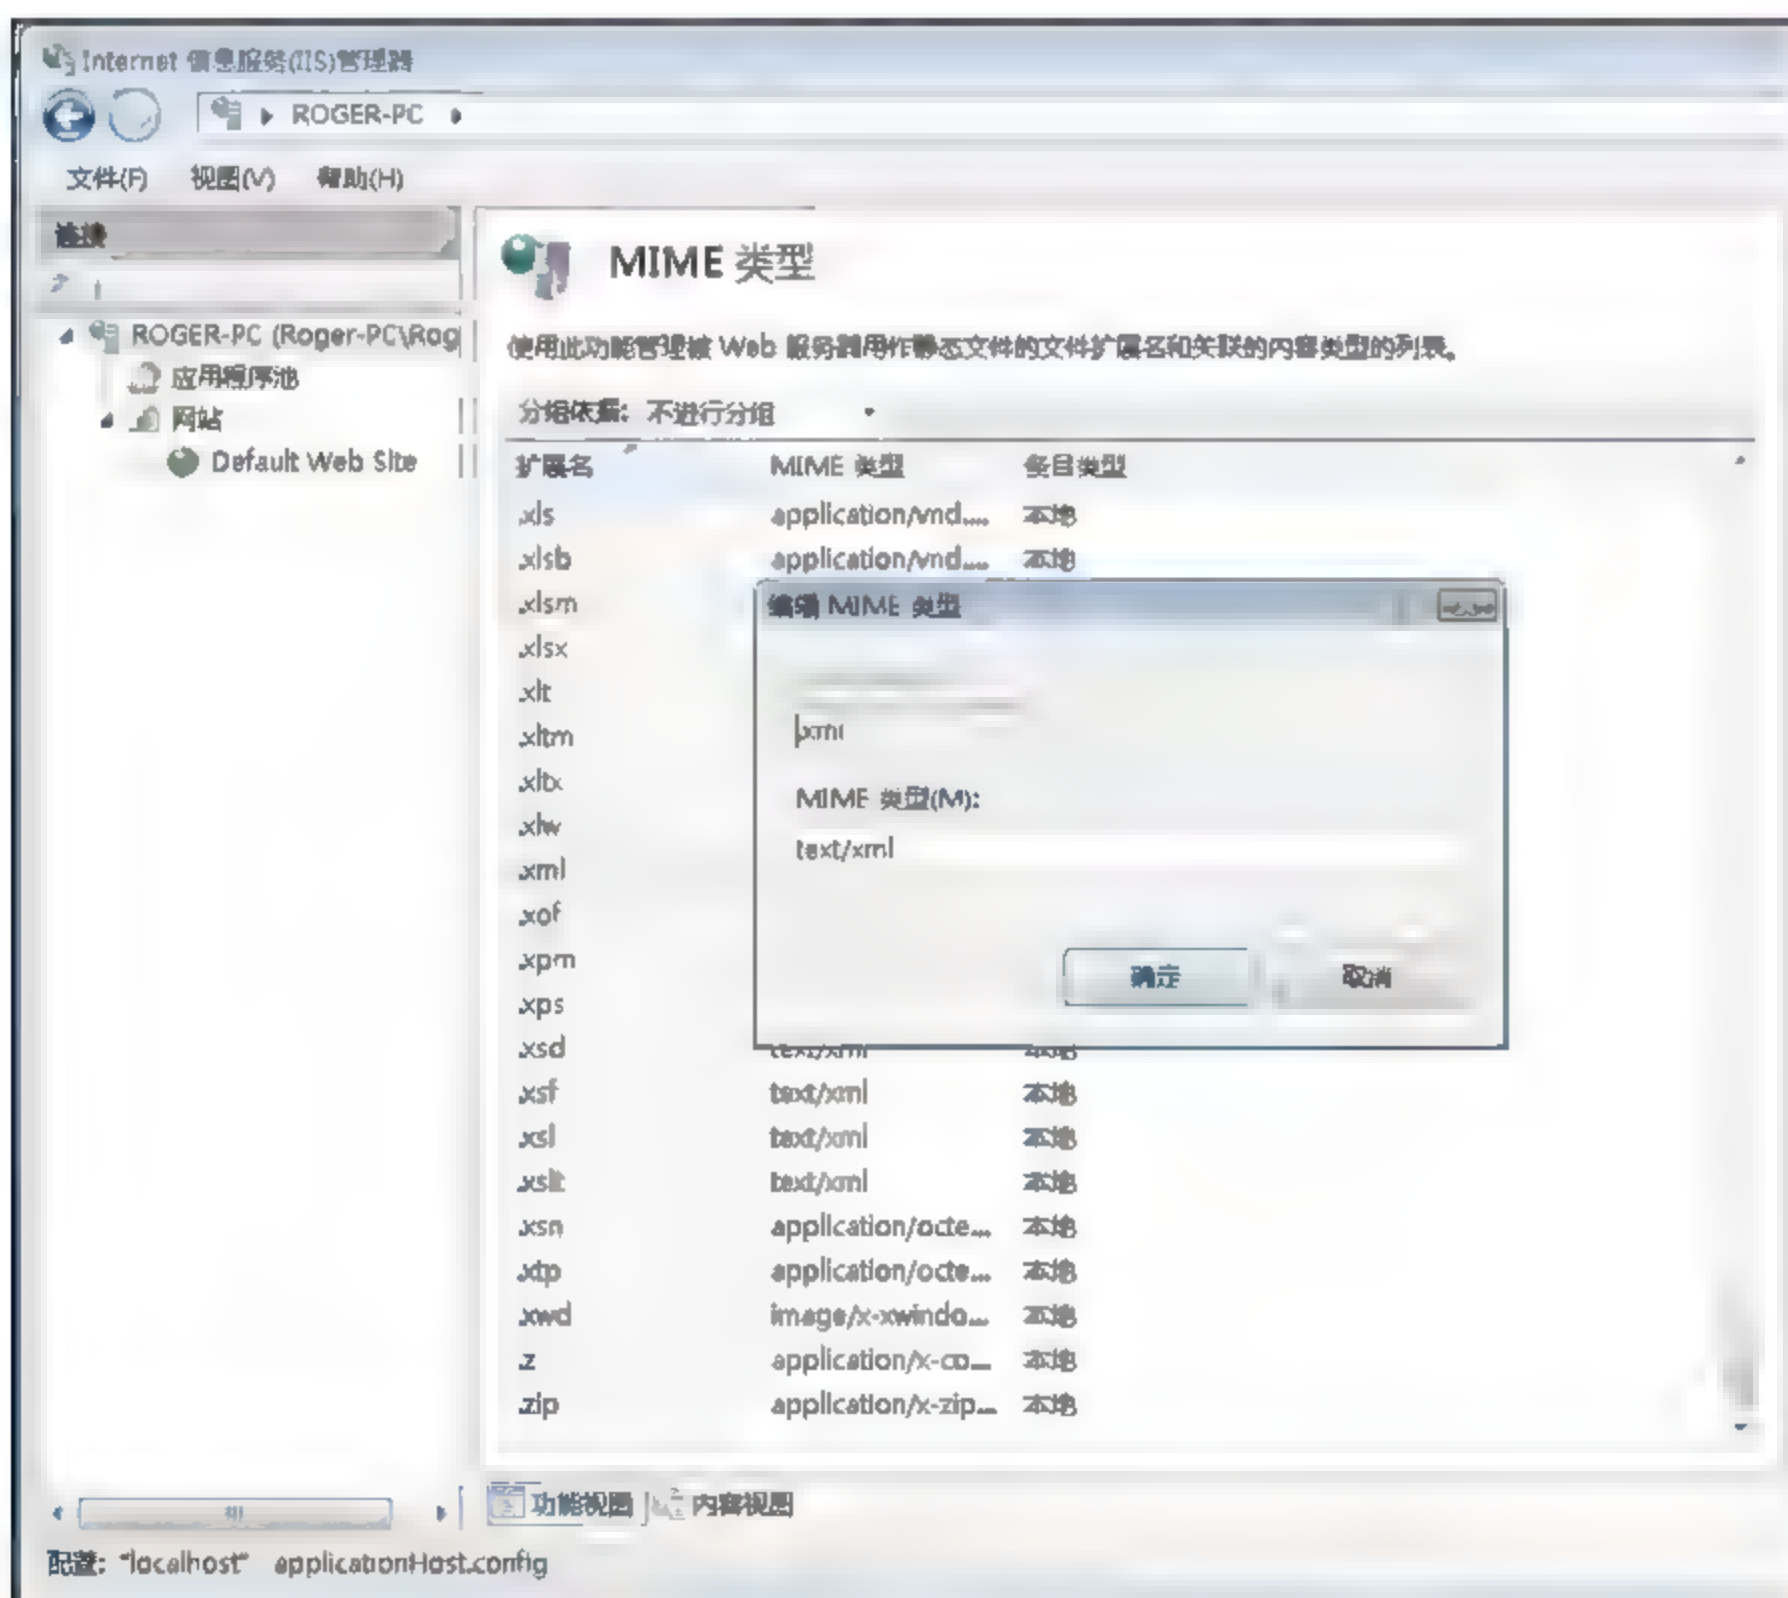 Internet 信息服务(IIS)管理器
ROGER-PC
文件(F) 视图(V) 帮助(H)
连接
MIME 类型
ROGER-PC (Roger-PC\Rog
使用此功能管理被 Web 服务器用作静态文件的文件扩展名和关联的内容类型的列表。
应用程序池
分组依据: 不进行分组
网站
Default Web Site
扩展名 MIME 类型 条目类型
.xls application/vnd.... 本地
.xlsb application/vnd.... 本地
.xlsm
编辑 MIME 类型
.xlsx
.xlt
.xltm
.xml
.xltx
MIME 类型(M):
.xlw
text/xml
.xml
.xof
.xpm
确定 取消
.xps
.xsd text/xml 本地
.xsf text/xml 本地
.xsl text/xml 本地
.xslt text/xml 本地
.xsn application/octe... 本地
.xtp application/octe... 本地
.xwd image/x-xwindo... 本地
.z application/x-co... 本地
.zip application/x-zip... 本地
功能视图 内容视图
配置: "localhost" applicationHost.config